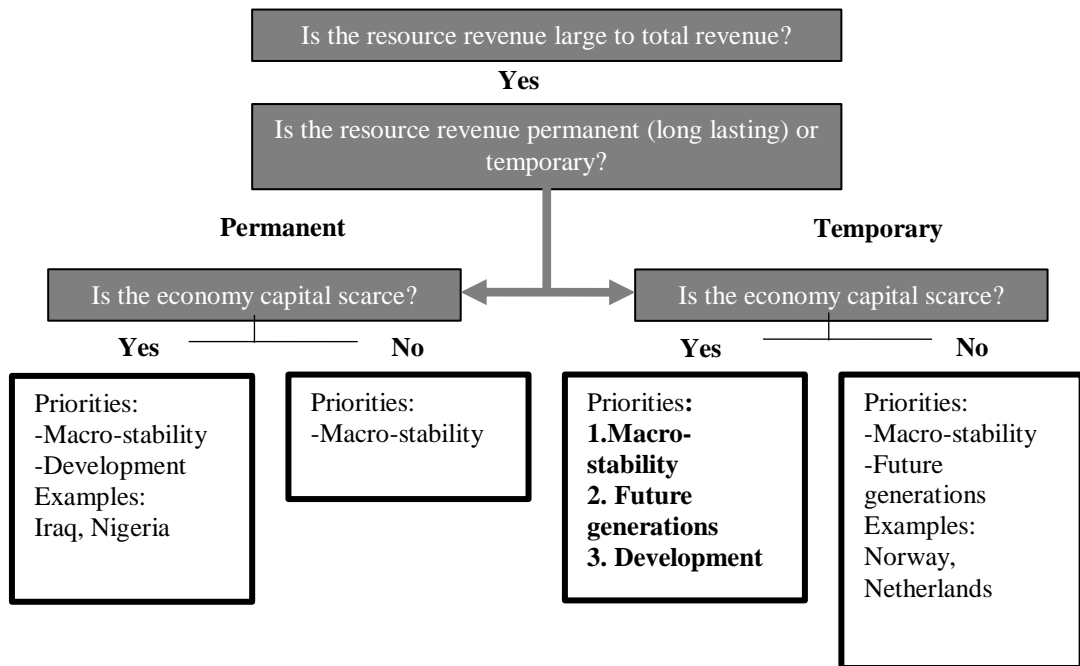 Is the resource revenue large to total revenue?
Yes
Is the resource revenue permanent (long lasting) or
temporary?
Permanent
Temporary
Is the economy capital scarce?
Is the economy capital scarce?
Yes
No
Yes
No
Priorities:
-Macro-stability
-Development
Examples:
Iraq, Nigeria
Priorities:
-Macro-stability
Priorities:
1.Macro-
stability
2. Future
generations
3. Development
Priorities:
-Macro-stability
-Future
generations
Examples:
Norway,
Netherlands